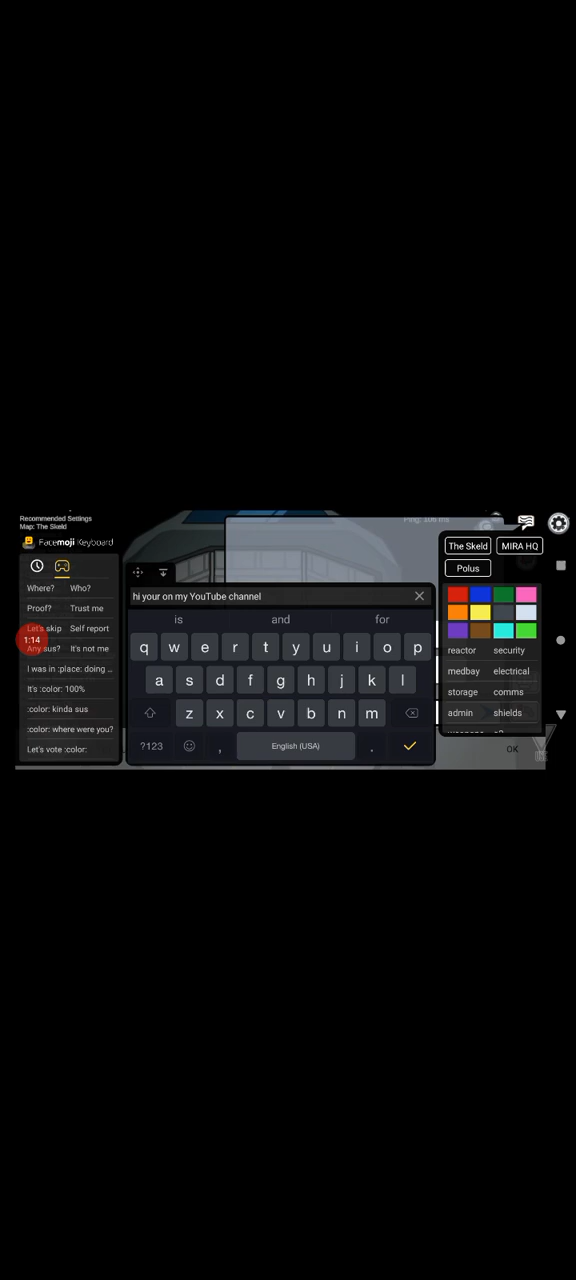 Recommended Settings
Map: The Skeld
Ping: 106 ms
Facemoji Keyboard
The Skeld MIRA HQ
Polus
Where? Who?
Proof? Trust me
Let's skip Self report
1:14
Any sus? It's not me
I was in :place: doing ...
It's :color: 100%
:color: kinda sus
:color: where were you?
Let's vote :color:
hi your on my YouTube channel
is and for
q w e r t y u i o p
a s d f g h j k l
z x c v b n m
?123 , English (USA) .
reactor security
medbay electrical
storage comms
admin shields
OK